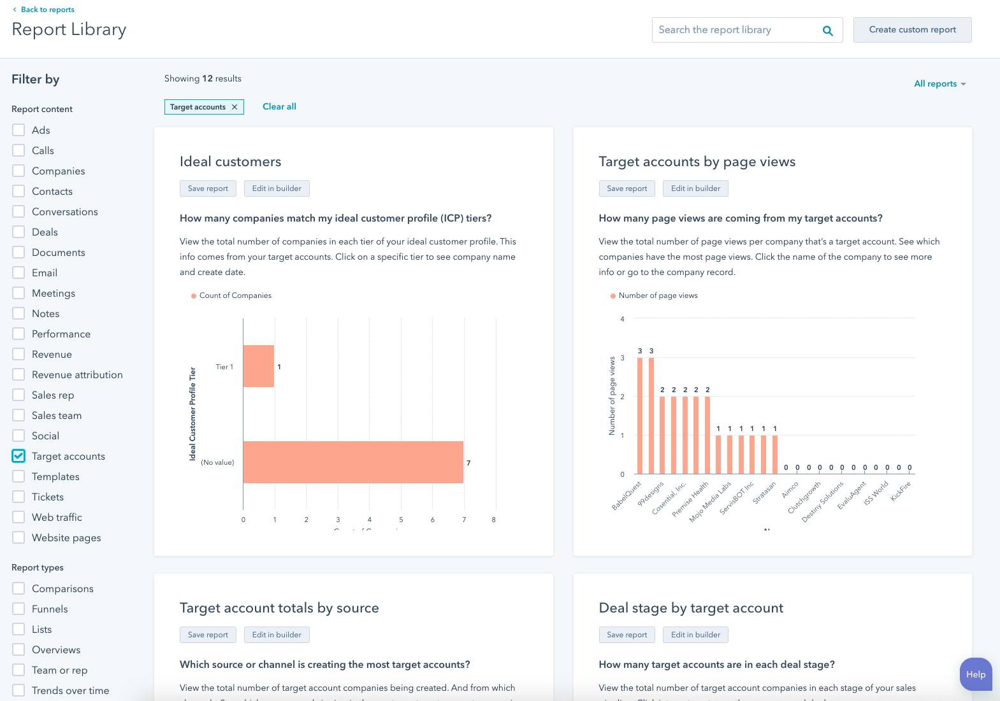 Back to reports
Report Library
Search the report library
Create custom report
Filter by
Showing 12 results
All reports
Target accounts
Clear all
Report content
Ads
Calls
Companies
Contacts
Conversations
Deals
Documents
Email
Meetings
Notes
Performance
Revenue
Revenue attribution
Sales rep
Sales team
Social
Target accounts
Templates
Tickets
Web traffic
Website pages
Report types
Comparisons
Funnels
Lists
Overviews
Team or rep
Trends over time
Ideal customers
Save report
Edit in builder
How many companies match my ideal customer profile (ICP) tiers?
View the total number of companies in each tier of your ideal customer profile. This
info comes from your target accounts. Click on a specific tier to see company name
and create date.
Count of Companies
Ideal Customer Profile Tier
Tier 1
1
(No value)
7
0 1 2 3 4 5 6 7 8
Target accounts by page views
Save report
Edit in builder
How many page views are coming from my target accounts?
View the total number of page views per company that's a target account. See which
companies have the most page views. Click the name of the company to see more
info or go to the company record.
Number of page views
Number of page views
4
3
2
1
0
3 3 2 2 2 2 2 1 1 1 1 1 1 0 0 0 0 0 0 0 0 0 0 0 0
BabelQuest
99designs
Cosential, Inc.
Premise Health
Mojo Media Labs
ServisBOT Inc
Stratasan
Aimco
Clutchgrowth
Destiny Solutions
EvaluAgent
ISS World
KickFire
Target account totals by source
Save report
Edit in builder
Which source or channel is creating the most target accounts?
View the total number of target account companies being created. And from which
Deal stage by target account
Save report
Edit in builder
How many target accounts are in each deal stage?
View the total number of target account companies in each stage of your sales
Help